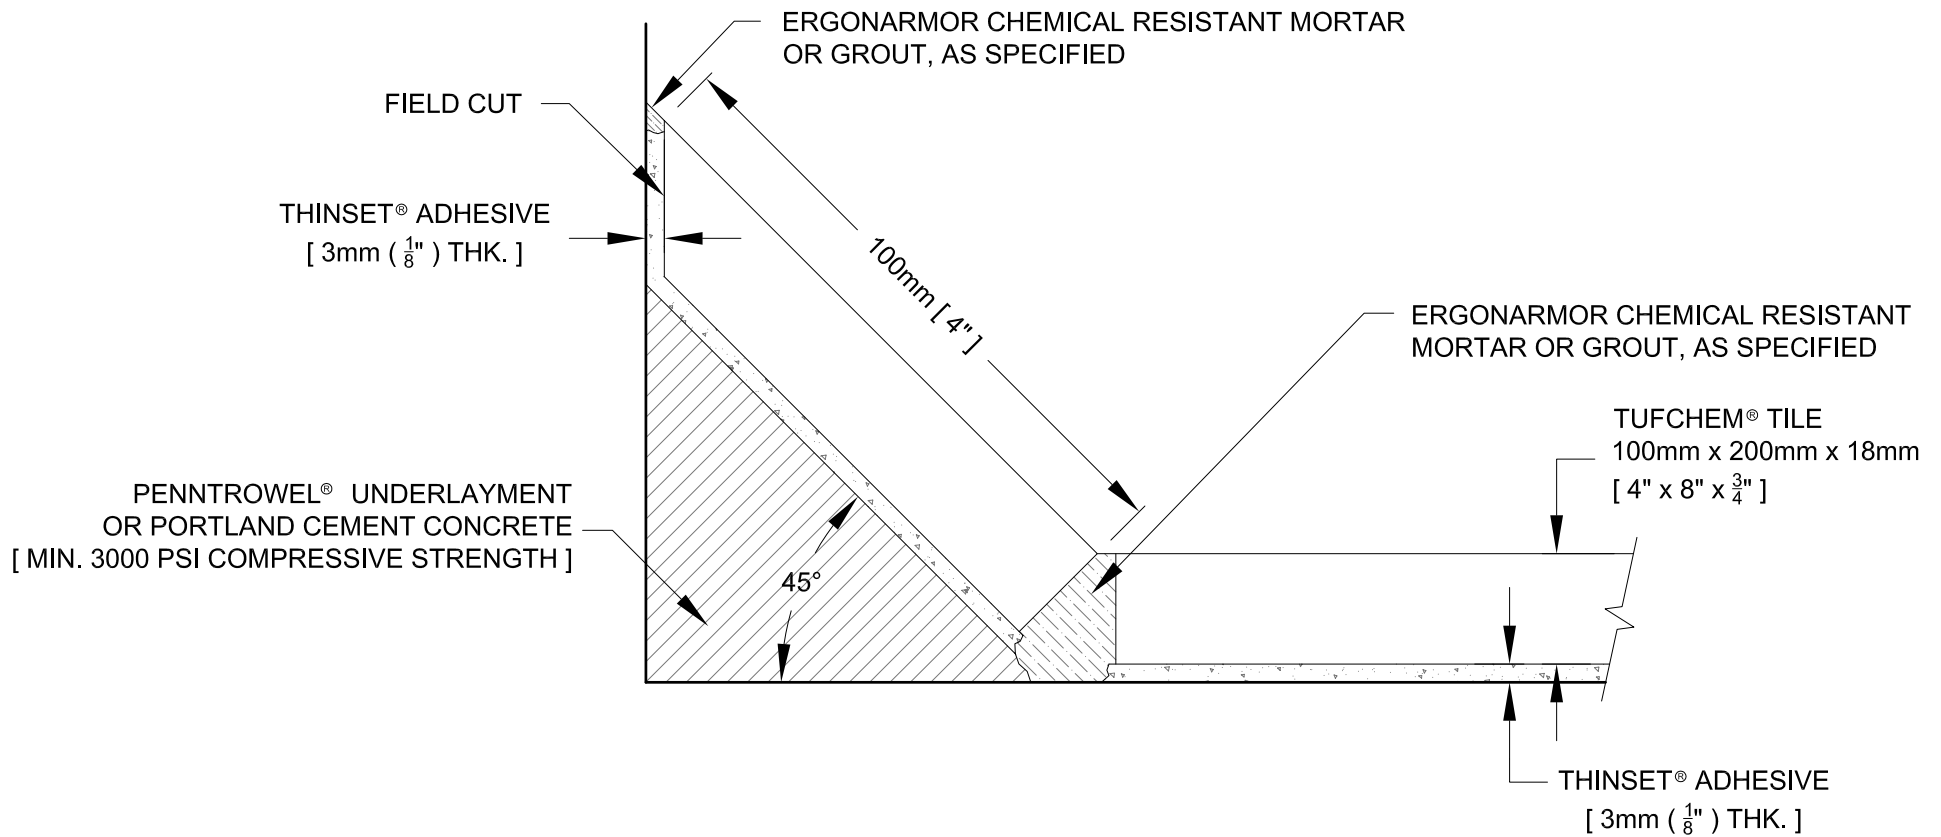 ERGONARMOR CHEMICAL RESISTANT MORTAR
OR GROUT, AS SPECIFIED
FIELD CUT
THINSET® ADHESIVE
[ 3mm ( 1/8" ) THK. ]
100mm [ 4" ]
ERGONARMOR CHEMICAL RESISTANT
MORTAR OR GROUT, AS SPECIFIED
TUFCHEM® TILE
100mm x 200mm x 18mm
[ 4" x 8" x 3/4" ]
PENNTROWEL® UNDERLAYMENT
OR PORTLAND CEMENT CONCRETE
[ MIN. 3000 PSI COMPRESSIVE STRENGTH ]
45°
THINSET® ADHESIVE
[ 3mm ( 1/8" ) THK. ]